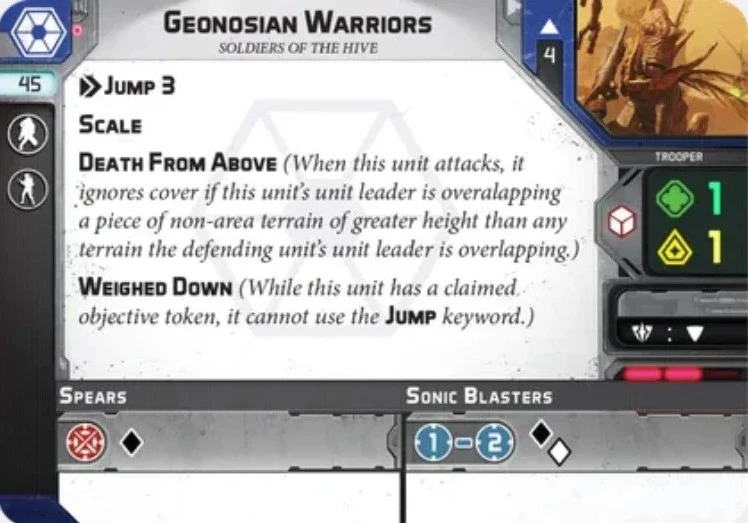 GEONOSIAN WARRIORS
SOLDIERS OF THE HIVE
45
4
JUMP 3
SCALE
DEATH FROM ABOVE (When this unit attacks, it
ignores cover if this unit's unit leader is overalapping
a piece of non-area terrain of greater height than any
terrain the defending unit's unit leader is overlapping.)
WEIGHED DOWN (While this unit has a claimed
objective token, it cannot use the JUMP keyword.)
TROOPER
1
1
:
SPEARS
SONIC BLASTERS
1-2